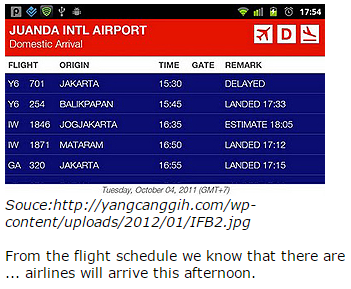 17:54
JUANDA INTL AIRPORT
Domestic Arrival
D
FLIGHT ORIGIN TIME GATE REMARK
Y6 701 JAKARTA 15:30 DELAYED
Y6 254 BALIKPAPAN 15:45 LANDED 17:33
IW 1846 JOGJAKARTA 16:35 ESTIMATE 18:05
IW 1871 MATARAM 16:50 LANDED 17:12
GA 320 JAKARTA 16:55 LANDED 17:15
Tuesday, October 04, 2011 (GMT+7)
Souce:http://yangcanggih.com/wp-
content/uploads/2012/01/IFB2.jpg
From the flight schedule we know that there are
... airlines will arrive this afternoon.